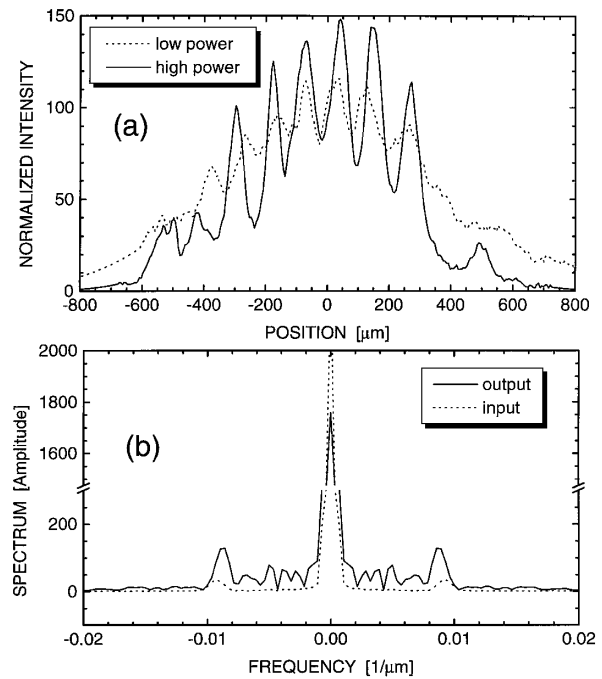 150
low power
high power
100
(a)
NORMALIZED INTENSITY
50
0
-800 -600 -400 -200 0 200 400 600 800
POSITION [µm]
2000
output
input
1600
(b)
SPECTRUM [Amplitude]
200
0
-0.02 -0.01 0.00 0.01 0.02
FREQUENCY [1/µm]